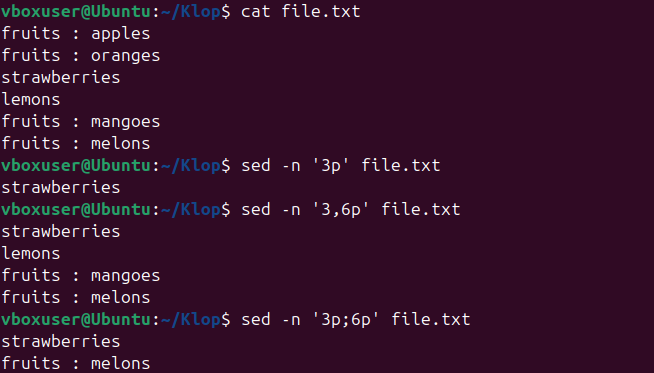 vboxuser@Ubuntu:~/Klop$ cat file.txt
fruits : apples
fruits : oranges
strawberries
lemons
fruits : mangoes
fruits : melons
vboxuser@Ubuntu:~/Klop$ sed -n '3p' file.txt
strawberries
vboxuser@Ubuntu:~/Klop$ sed -n '3,6p' file.txt
strawberries
lemons
fruits : mangoes
fruits : melons
vboxuser@Ubuntu:~/Klop$ sed -n '3p;6p' file.txt
strawberries
fruits : melons